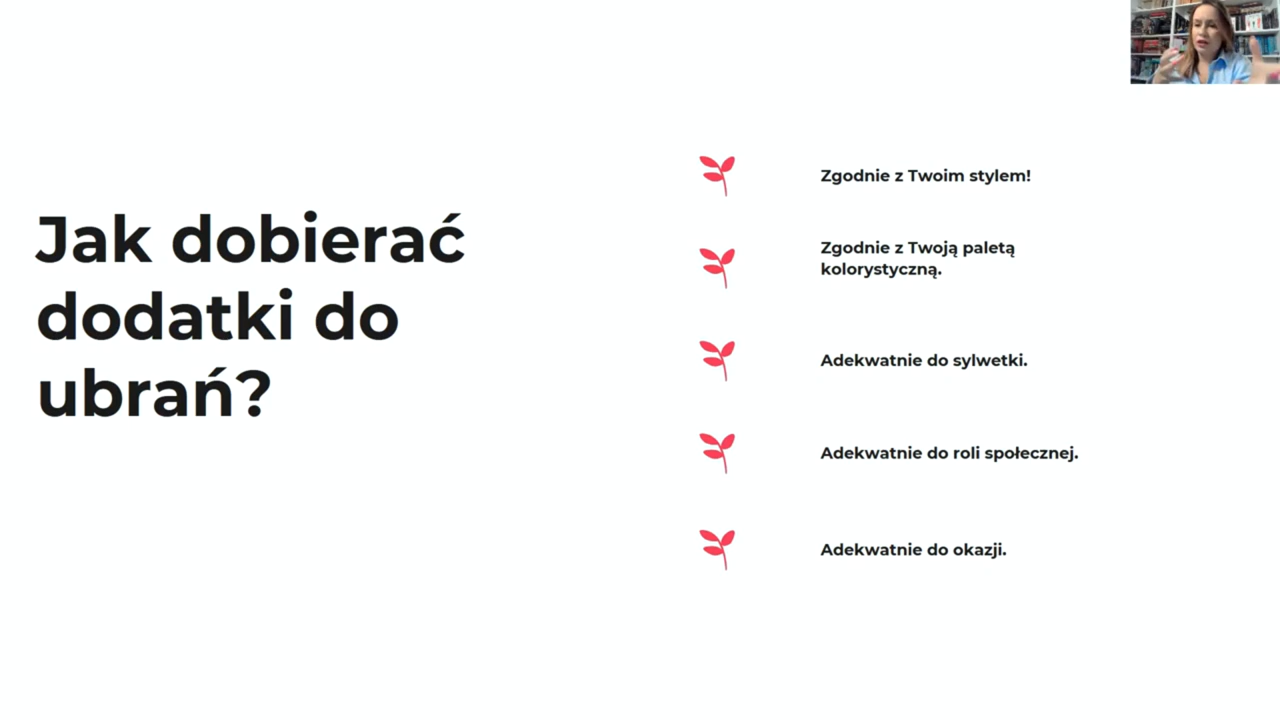 Jak dobierać
dodatki do
ubrań?
Zgodnie z Twoim stylem!
Zgodnie z Twoją paletą
kolorystyczną.
Adekwatnie do sylwetki.
Adekwatnie do roli społecznej.
Adekwatnie do okazji.